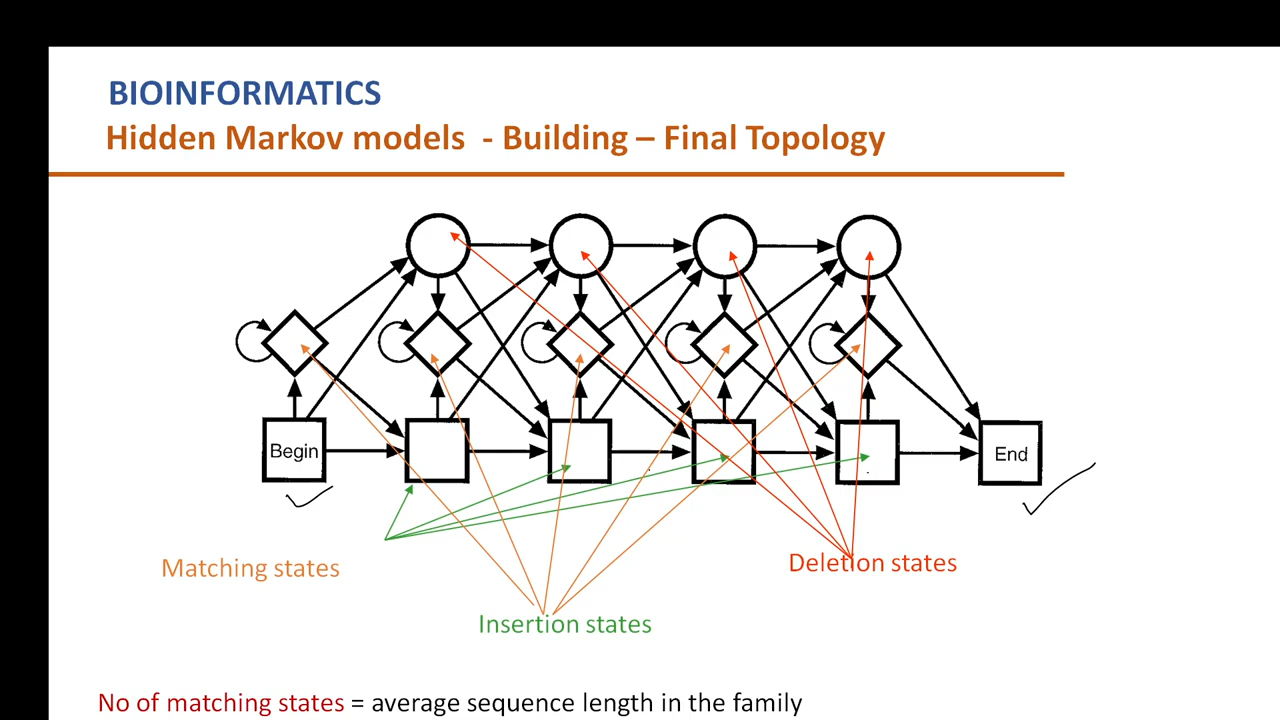 BIOINFORMATICS
Hidden Markov models - Building – Final Topology
Begin
End
Matching states
Deletion states
Insertion states
No of matching states = average sequence length in the family